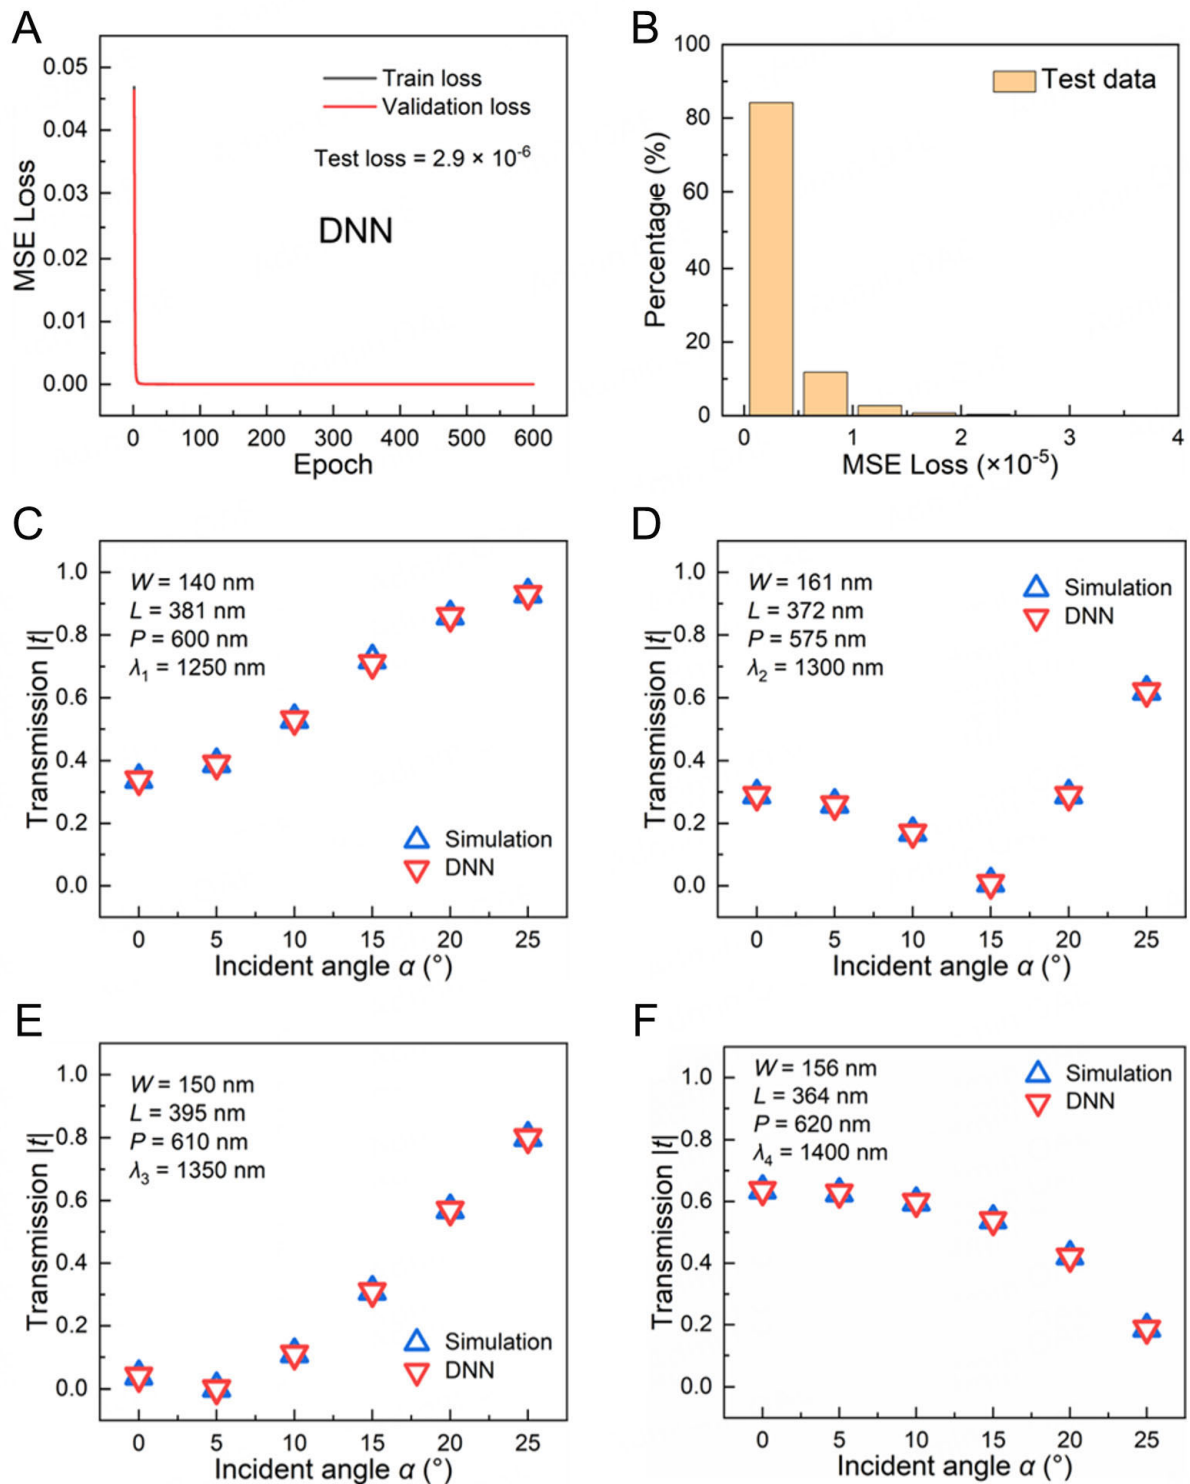 A
MSE Loss
0.05
0.04
0.03
0.02
0.01
0.00
Train loss
Validation loss
Test loss = 2.9 × 10-6
DNN
0 100 200 300 400 500 600
Epoch
B
Percentage (%)
100
80
60
40
20
0
Test data
0 1 2 3 4
MSE Loss (×10-5)
C
Transmission |t|
1.0
0.8
0.6
0.4
0.2
0.0
W = 140 nm
L = 381 nm
P = 600 nm
λ1 = 1250 nm
Simulation
DNN
0 5 10 15 20 25
Incident angle α (°)
D
Transmission |t|
1.0
0.8
0.6
0.4
0.2
0.0
W = 161 nm
L = 372 nm
P = 575 nm
λ2 = 1300 nm
Simulation
DNN
0 5 10 15 20 25
Incident angle α (°)
E
Transmission |t|
1.0
0.8
0.6
0.4
0.2
0.0
W = 150 nm
L = 395 nm
P = 610 nm
λ3 = 1350 nm
Simulation
DNN
0 5 10 15 20 25
Incident angle α (°)
F
Transmission |t|
1.0
0.8
0.6
0.4
0.2
0.0
W = 156 nm
L = 364 nm
P = 620 nm
λ4 = 1400 nm
Simulation
DNN
0 5 10 15 20 25
Incident angle α (°)